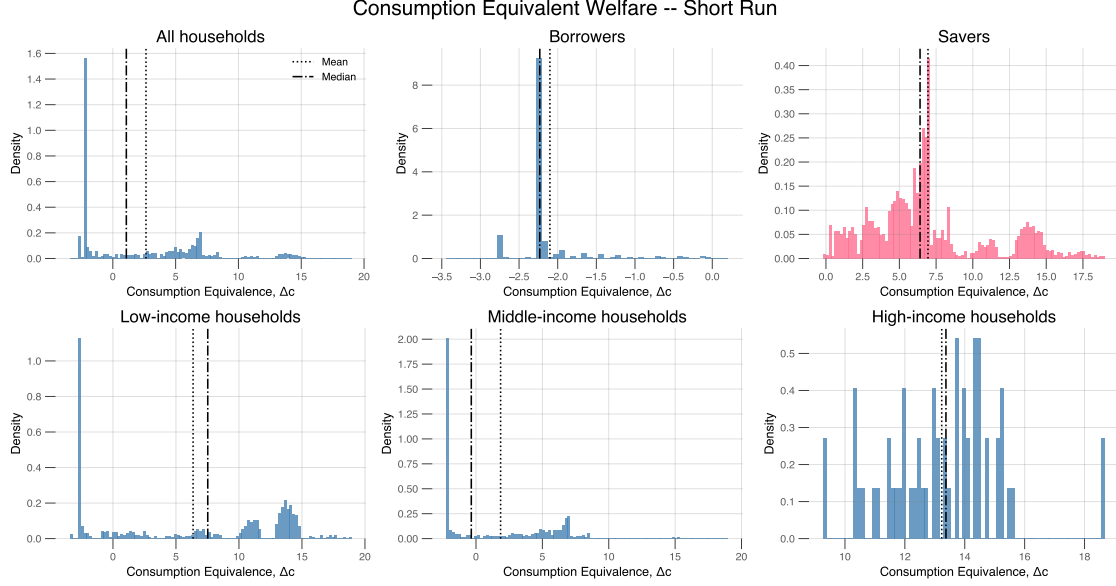 Consumption Equivalent Welfare -- Short Run
All households
1.6
1.4
1.2
1.0
0.8
0.6
0.4
0.2
0.0
Density
0 5 10 15 20
Consumption Equivalence, Δc
Mean
Median
Borrowers
8
6
4
2
0
Density
−3.5 −3.0 −2.5 −2.0 −1.5 −1.0 −0.5 0.0
Consumption Equivalence, Δc
Savers
0.40
0.35
0.30
0.25
0.20
0.15
0.10
0.05
0.00
Density
0.0 2.5 5.0 7.5 10.0 12.5 15.0 17.5
Consumption Equivalence, Δc
Low-income households
1.0
0.8
0.6
0.4
0.2
0.0
Density
0 5 10 15 20
Consumption Equivalence, Δc
Middle-income households
2.00
1.75
1.50
1.25
1.00
0.75
0.50
0.25
0.00
Density
0 5 10 15 20
Consumption Equivalence, Δc
High-income households
0.5
0.4
0.3
0.2
0.1
0.0
Density
10 12 14 16 18
Consumption Equivalence, Δc